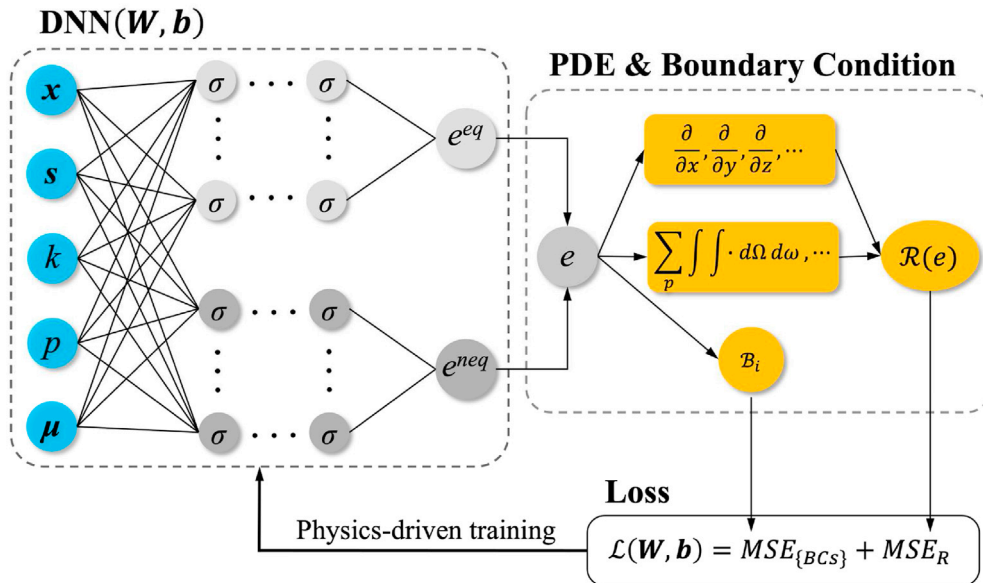 DNN(W, b)
x
s
k
p
μ
σ · · · σ
σ · · · σ
σ · · · σ
σ · · · σ
e^{eq}
e^{neq}
PDE & Boundary Condition
e
∂/∂x, ∂/∂y, ∂/∂z, ⋯
∑_p ∫ ∫ · dΩ dω, ⋯
ℛ(e)
ℬ_i
Loss
Physics-driven training
ℒ(W, b) = MSE_{\{BCs\}} + MSE_R